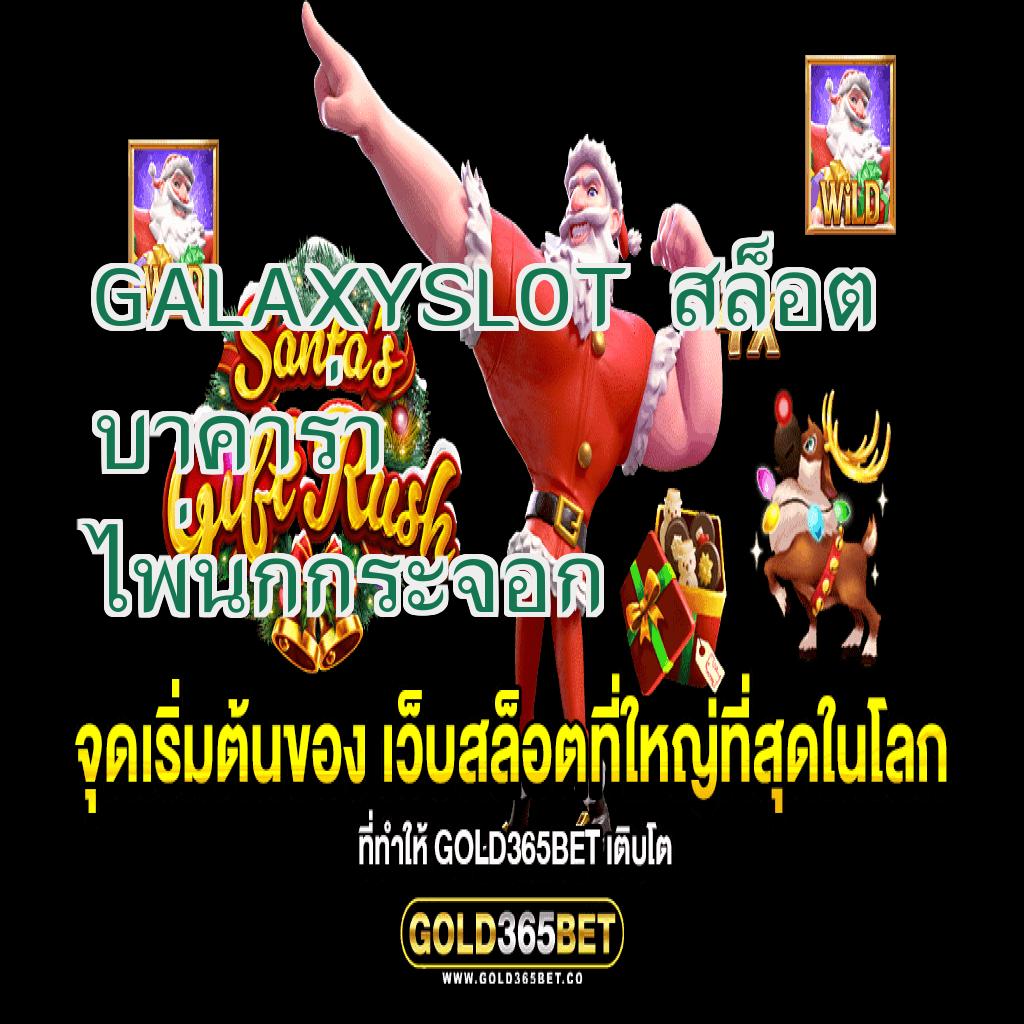 WILD
GALAXYSLOT สล็อต
4X
Santa's
บาคาร่า
Gift Rush
ไพ่นกกระจอก
จุดเริ่มต้นของ เว็บสล็อตที่ใหญ่ที่สุดในโลก
ที่ทำให้ GOLD365BET เติบโต
GOLD365BET
WWW.GOLD365BET.CO